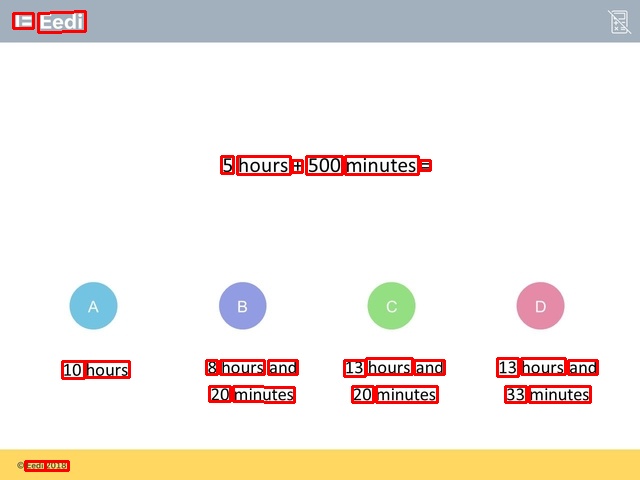 Eedi
5 hours + 500 minutes =
A
B
C
D
10 hours
8 hours and
20 minutes
13 hours and
20 minutes
13 hours and
33 minutes
© Eedi 2018